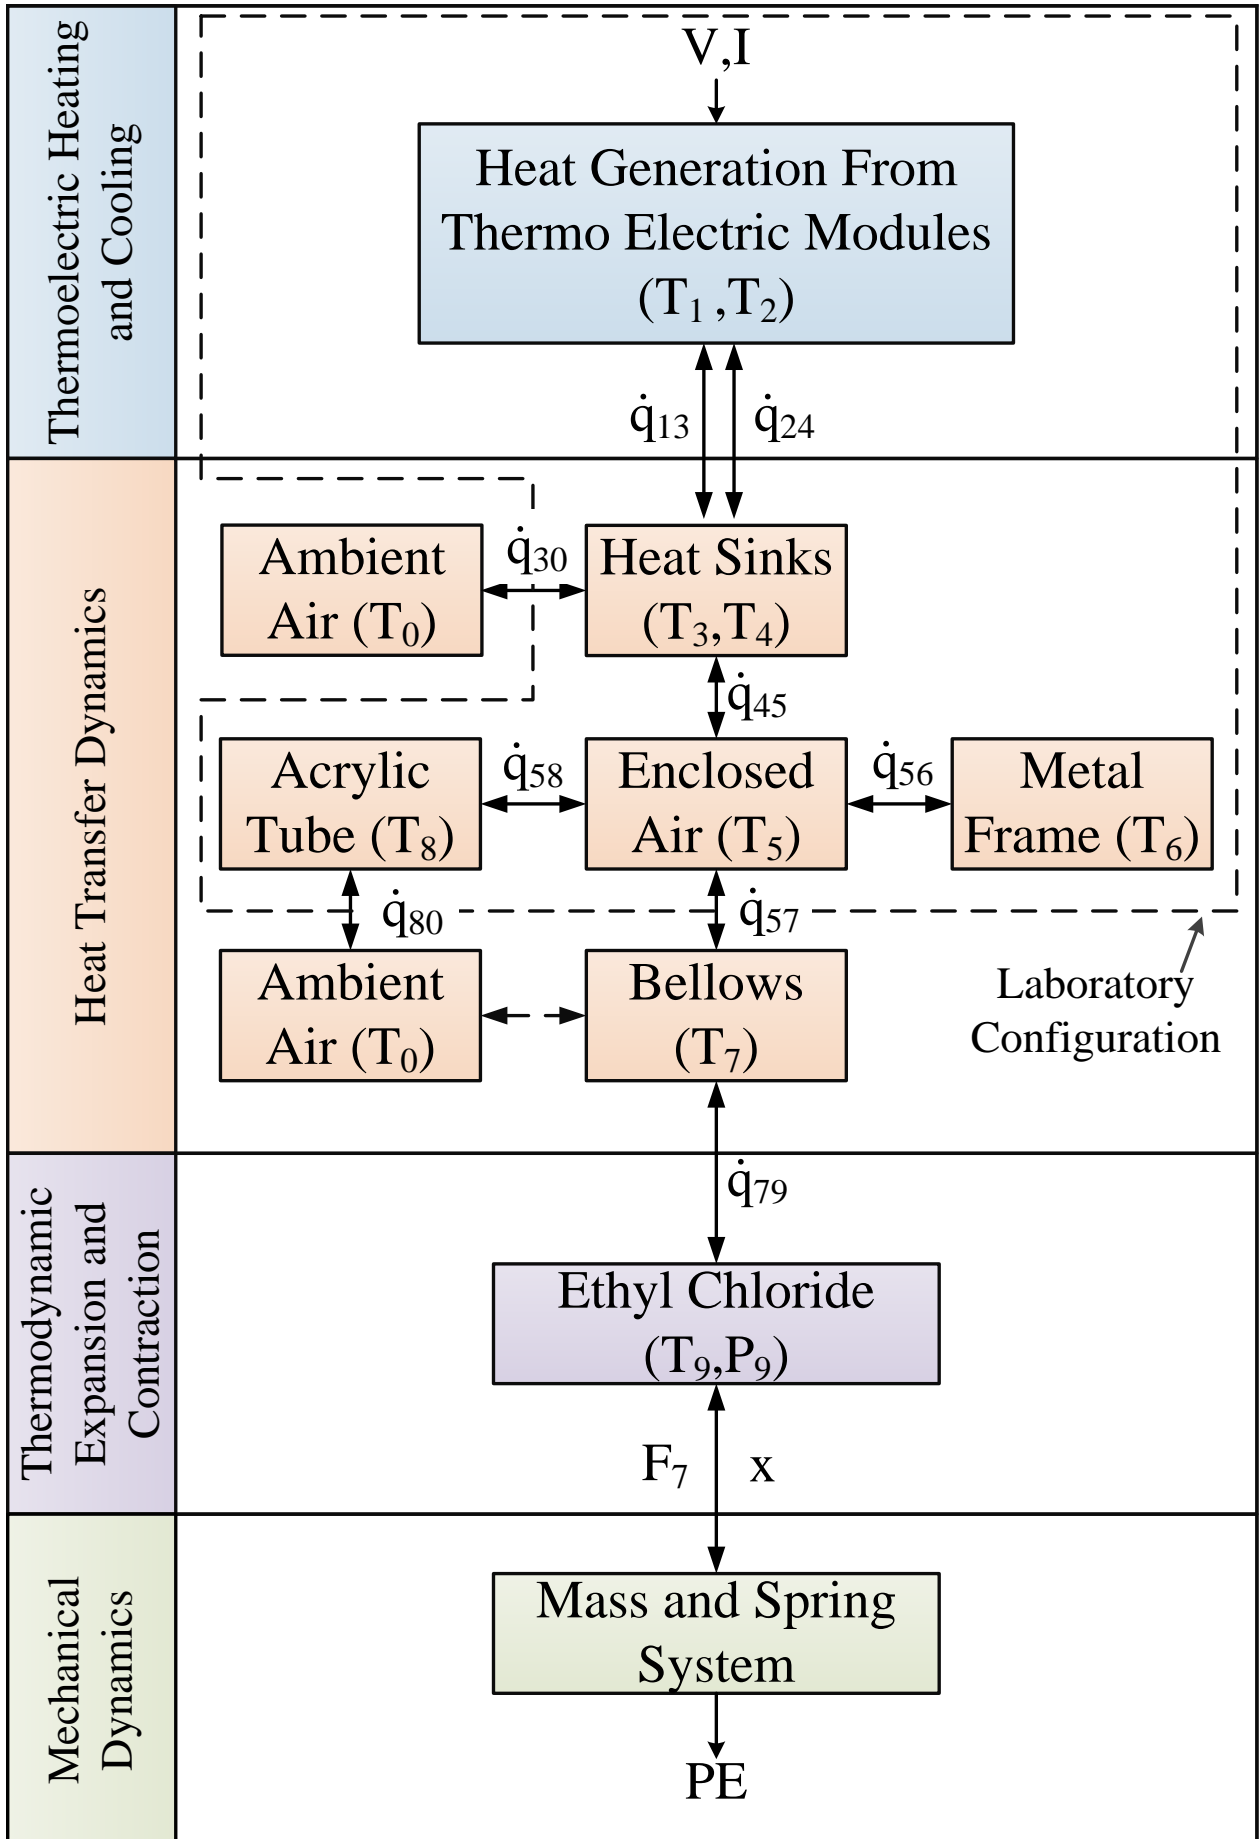 Thermoelectric Heating
and Cooling
V,I
Heat Generation From
Thermo Electric Modules
(T₁ ,T₂)
q̇₁₃ q̇₂₄
Heat Transfer Dynamics
Ambient
Air (T₀)
q̇₃₀
Heat Sinks
(T₃,T₄)
q̇₄₅
Acrylic
Tube (T₈)
q̇₅₈
Enclosed
Air (T₅)
q̇₅₆
Metal
Frame (T₆)
q̇₈₀ q̇₅₇
Ambient
Air (T₀)
Bellows
(T₇)
Laboratory
Configuration
Thermodynamic
Expansion and
Contraction
q̇₇₉
Ethyl Chloride
(T₉,P₉)
F₇ x
Mechanical
Dynamics
Mass and Spring
System
PE